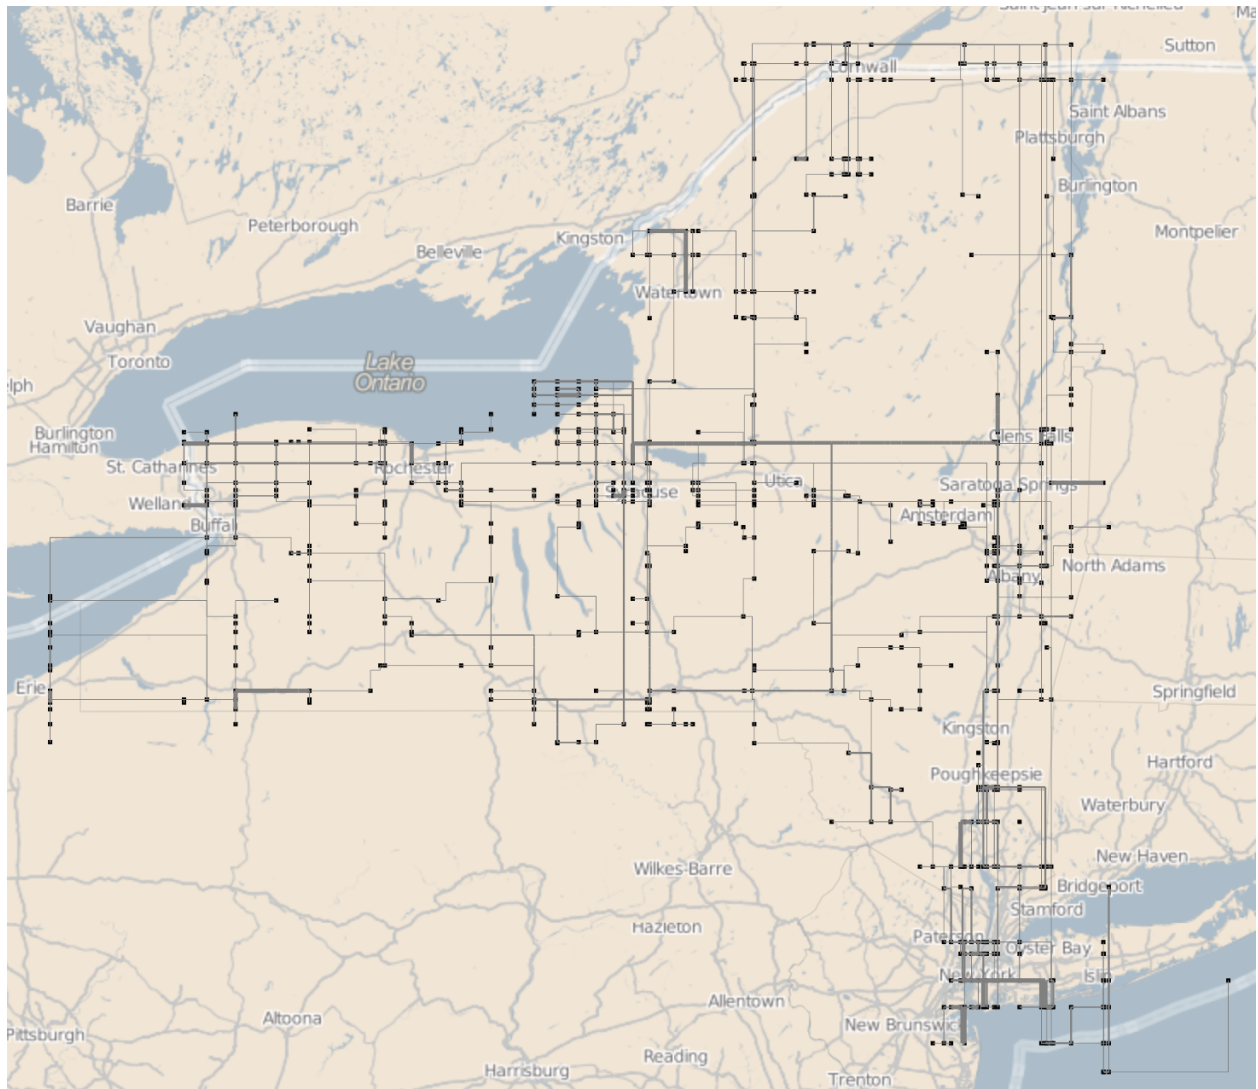 Sutton
Cornwall
Saint Albans
Plattsburgh
Barrie
Burlington
Peterborough
Montpelier
Kingston
Belleville
Watertown
Vaughan
Toronto
Lake
Ontario
Burlington
Hamilton
Glens Falls
St. Catharines
Rochester
Syracuse
Utica
Saratoga Springs
Welland
Amsterdam
Buffalo
Albany
North Adams
Erie
Springfield
Kingston
Hartford
Poughkeepsie
Waterbury
New Haven
Wilkes-Barre
Bridgeport
Stamford
Hazleton
Paterson
Oyster Bay
New York
Islip
Allentown
Altoona
New Brunswick
Pittsburgh
Reading
Harrisburg
Trenton